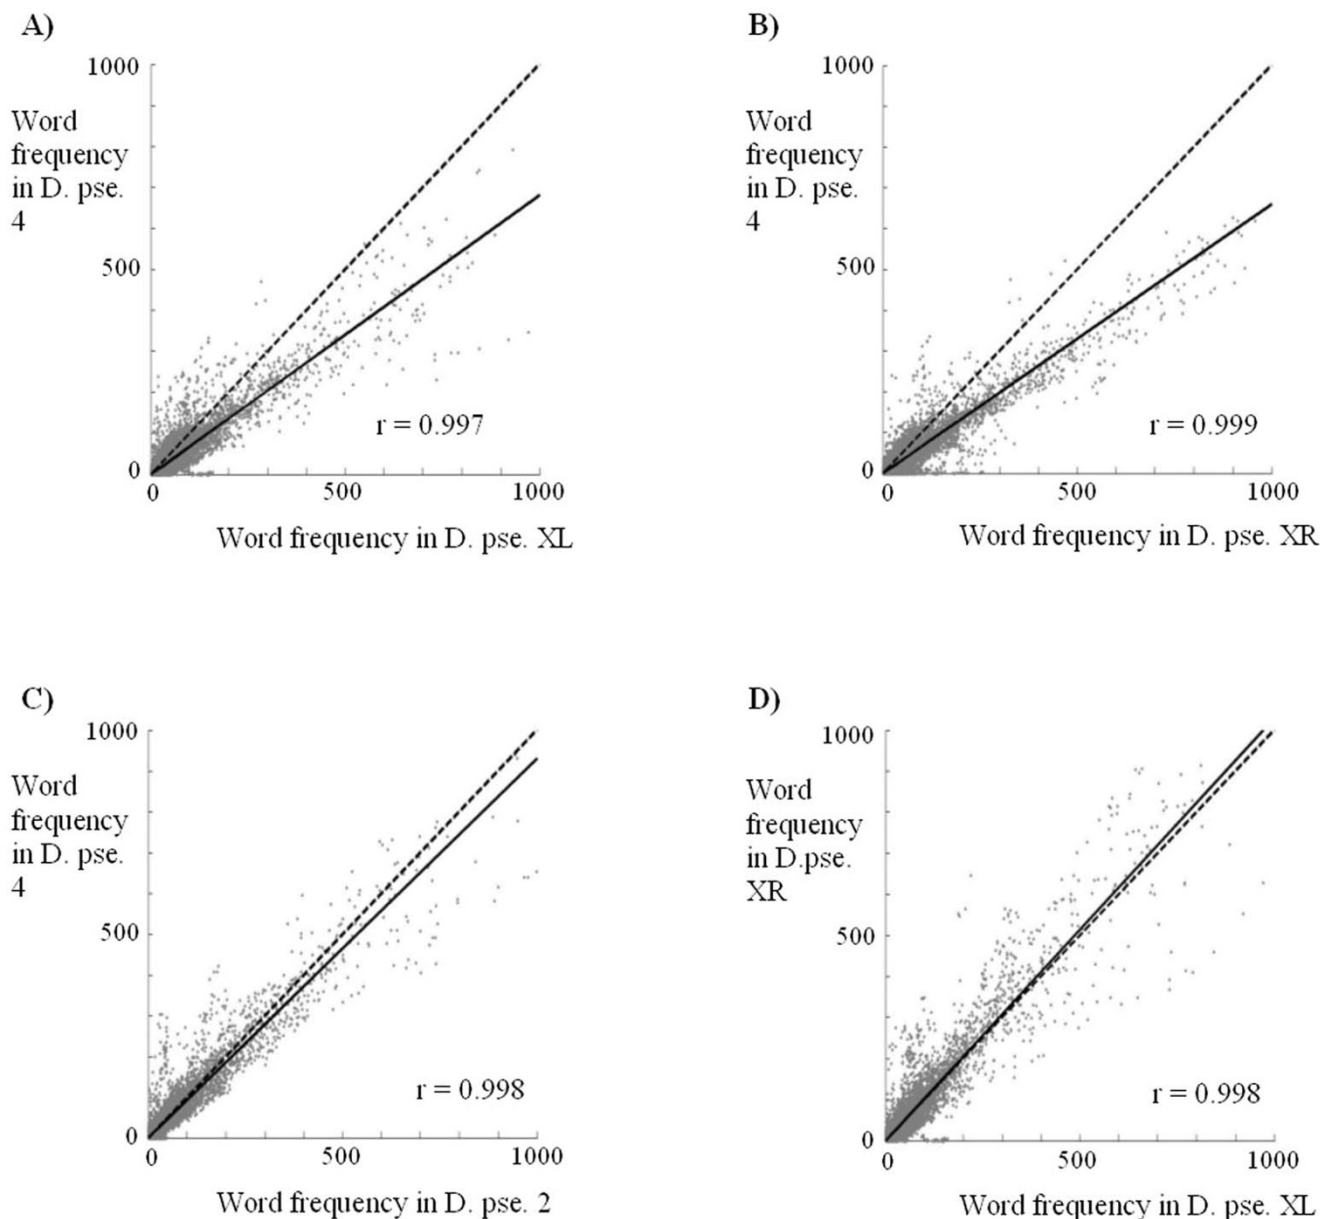 A)
1000
Word
frequency
in D. pse.
4
500
0
r = 0.997
0 500 1000
Word frequency in D. pse. XL
B)
1000
Word
frequency
in D. pse.
4
500
0
r = 0.999
0 500 1000
Word frequency in D. pse. XR
C)
1000
Word
frequency
in D. pse.
4
500
0
r = 0.998
0 500 1000
Word frequency in D. pse. 2
D)
1000
Word
frequency
in D.pse.
XR
500
0
r = 0.998
0 500 1000
Word frequency in D. pse. XL